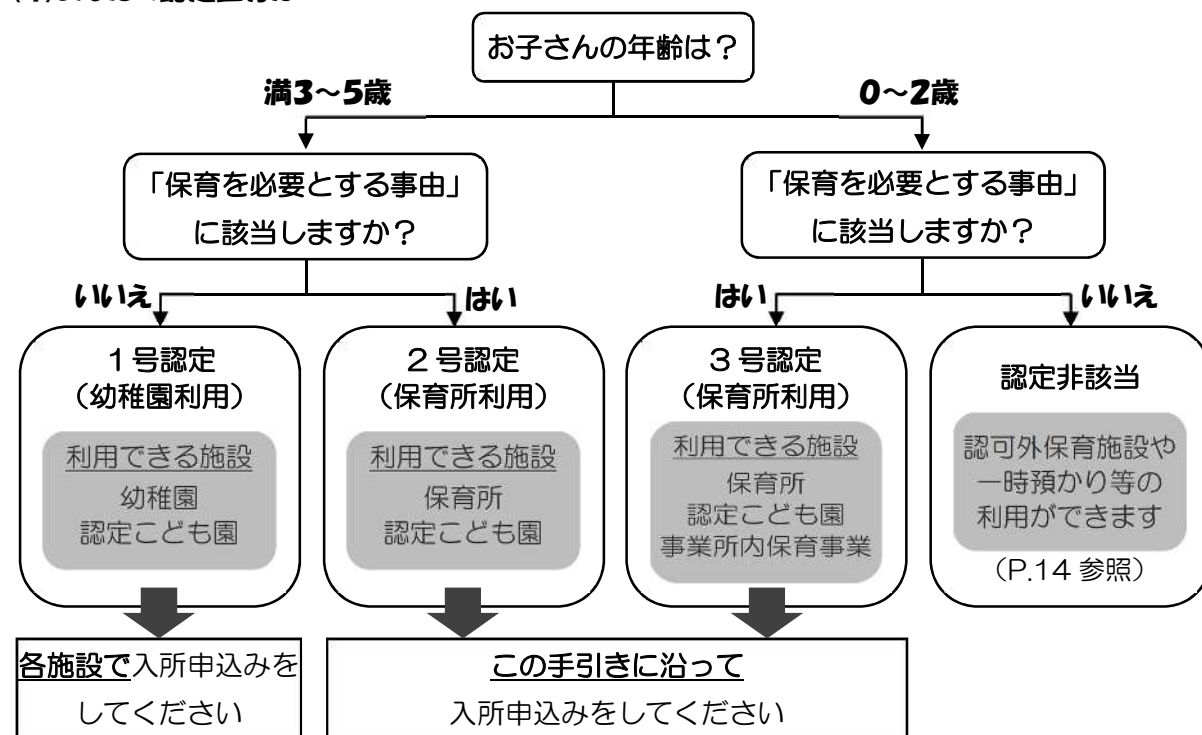 お子さんの年齢は？
満3～5歳
0～2歳
「保育を必要とする事由」
に該当しますか？
「保育を必要とする事由」
に該当しますか？
いいえ
はい
はい
いいえ
1号認定
（幼稚園利用）
利用できる施設
幼稚園
認定こども園
2号認定
（保育所利用）
利用できる施設
保育所
認定こども園
3号認定
（保育所利用）
利用できる施設
保育所
認定こども園
事業所内保育事業
認定非該当
認可外保育施設や
一時預かり等の
利用ができます
（P.14 参照）
各施設で入所申込みを
してください
この手引きに沿って
入所申込みをしてください